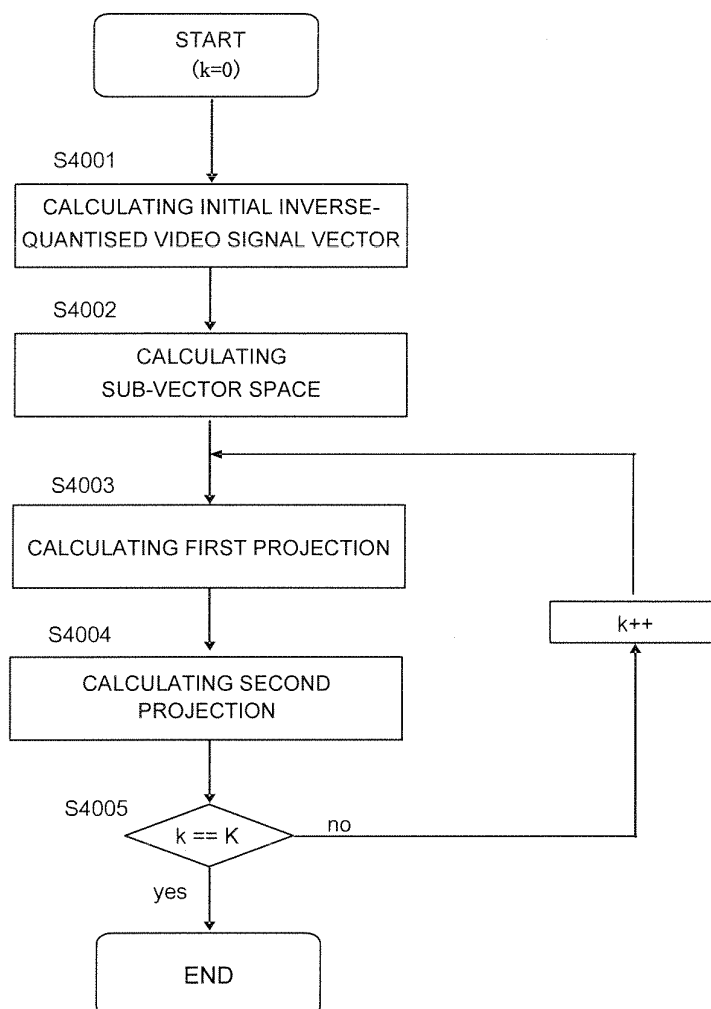 START
(k=0)
S4001
CALCULATING INITIAL INVERSE-
QUANTISED VIDEO SIGNAL VECTOR
S4002
CALCULATING
SUB-VECTOR SPACE
S4003
CALCULATING FIRST PROJECTION
k++
S4004
CALCULATING SECOND
PROJECTION
S4005
k == K
no
yes
END